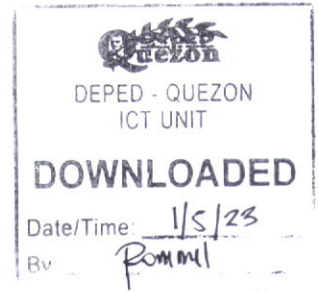 Quezon
DEPED - QUEZON
ICT UNIT
DOWNLOADED
Date/Time: 1/5/23
By Rommel